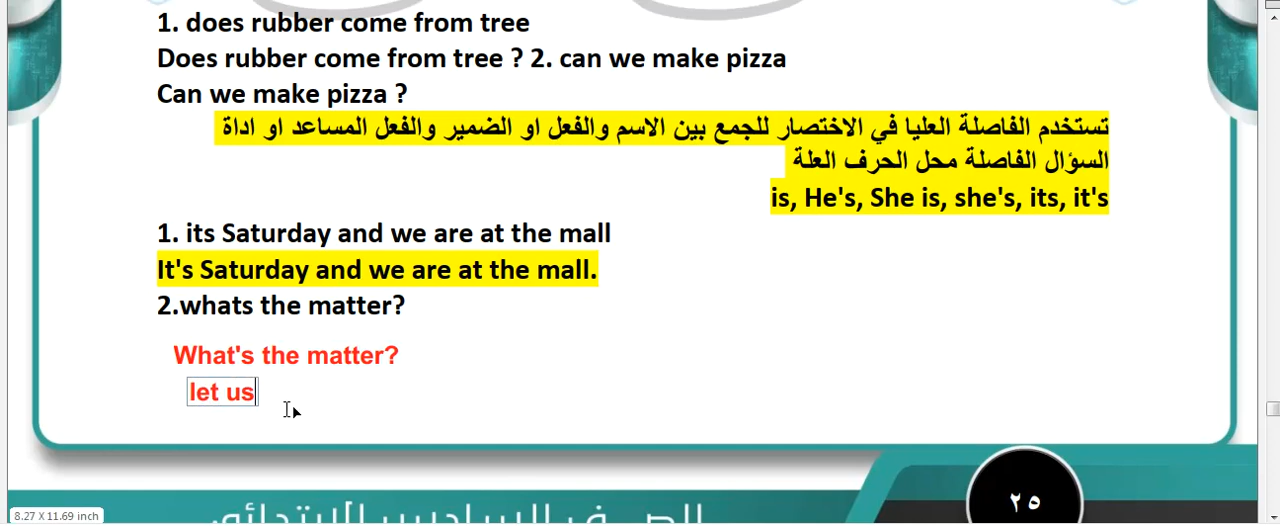 1. does rubber come from tree
Does rubber come from tree ? 2. can we make pizza
Can we make pizza ?
تستخدم الفاصلة العليا في الاختصار للجمع بين الاسم والفعل او الضمير والفعل المساعد او اداة
السؤال الفاصلة محل الحرف العلة
is, He's, She is, she's, its, it's
1. its Saturday and we are at the mall
It's Saturday and we are at the mall.
2.whats the matter?
What's the matter?
let us
٢٥
8.27 X 11.69 inch
الصف السادس الابتدائي